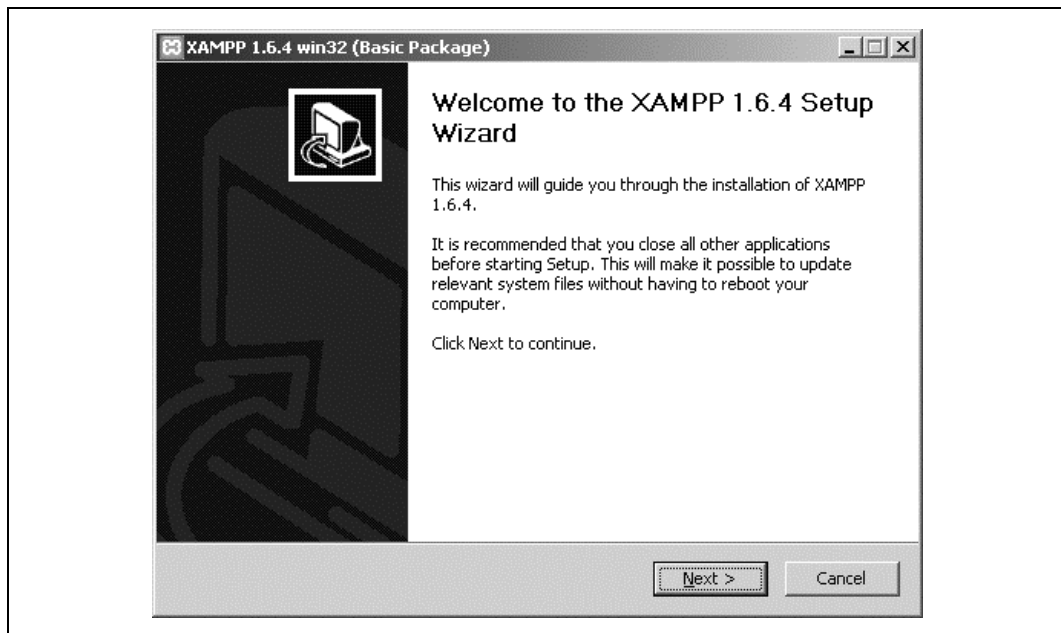 XAMPP 1.6.4 win32 (Basic Package)
Welcome to the XAMPP 1.6.4 Setup
Wizard
This wizard will guide you through the installation of XAMPP
1.6.4.
It is recommended that you close all other applications
before starting Setup. This will make it possible to update
relevant system files without having to reboot your
computer.
Click Next to continue.
Next >
Cancel